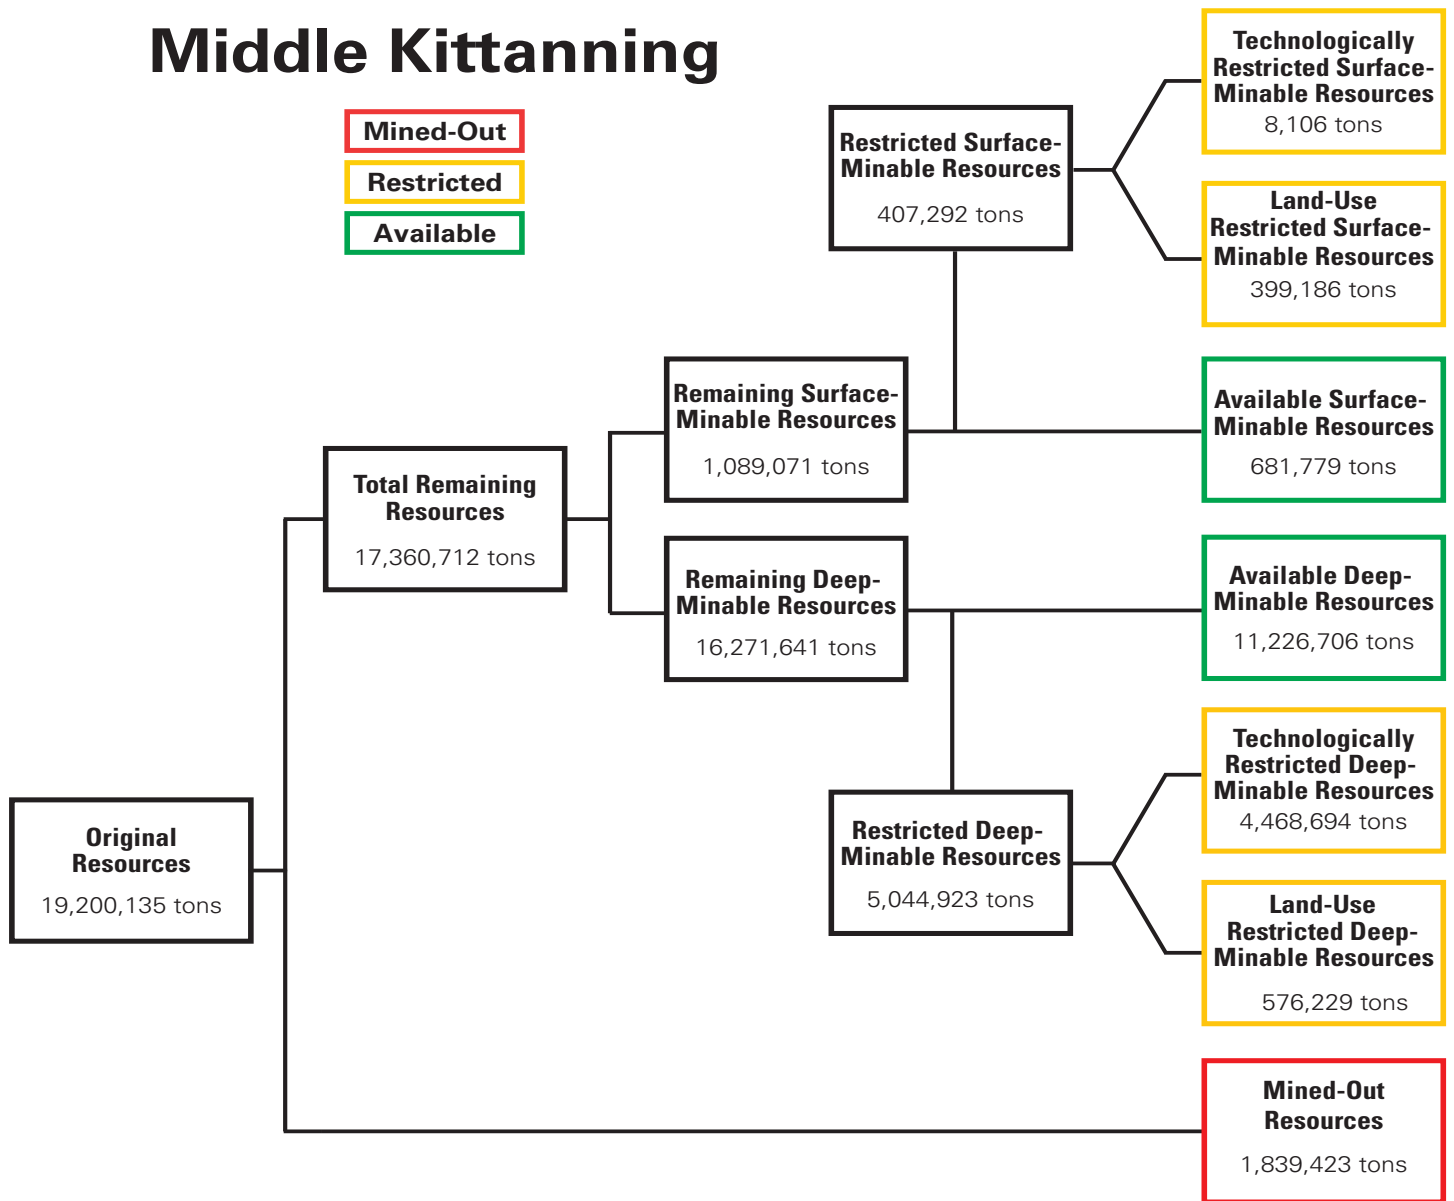 Middle Kittanning
Mined-Out
Restricted
Available
Technologically
Restricted Surface-
Minable Resources
8,106 tons
Restricted Surface-
Minable Resources
407,292 tons
Land-Use
Restricted Surface-
Minable Resources
399,186 tons
Remaining Surface-
Minable Resources
1,089,071 tons
Available Surface-
Minable Resources
681,779 tons
Total Remaining
Resources
17,360,712 tons
Remaining Deep-
Minable Resources
16,271,641 tons
Available Deep-
Minable Resources
11,226,706 tons
Technologically
Restricted Deep-
Minable Resources
4,468,694 tons
Original
Resources
19,200,135 tons
Restricted Deep-
Minable Resources
5,044,923 tons
Land-Use
Restricted Deep-
Minable Resources
576,229 tons
Mined-Out
Resources
1,839,423 tons